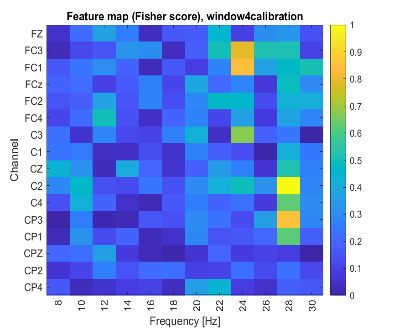 Feature map (Fisher score), window4calibration
Channel
FZ
FC3
FC1
FCz
FC2
FC4
C3
C1
CZ
C2
C4
CP3
CP1
CPZ
CP2
CP4
8 10 12 14 16 18 20 22 24 26 28 30
Frequency [Hz]
1
0.9
0.8
0.7
0.6
0.5
0.4
0.3
0.2
0.1
0